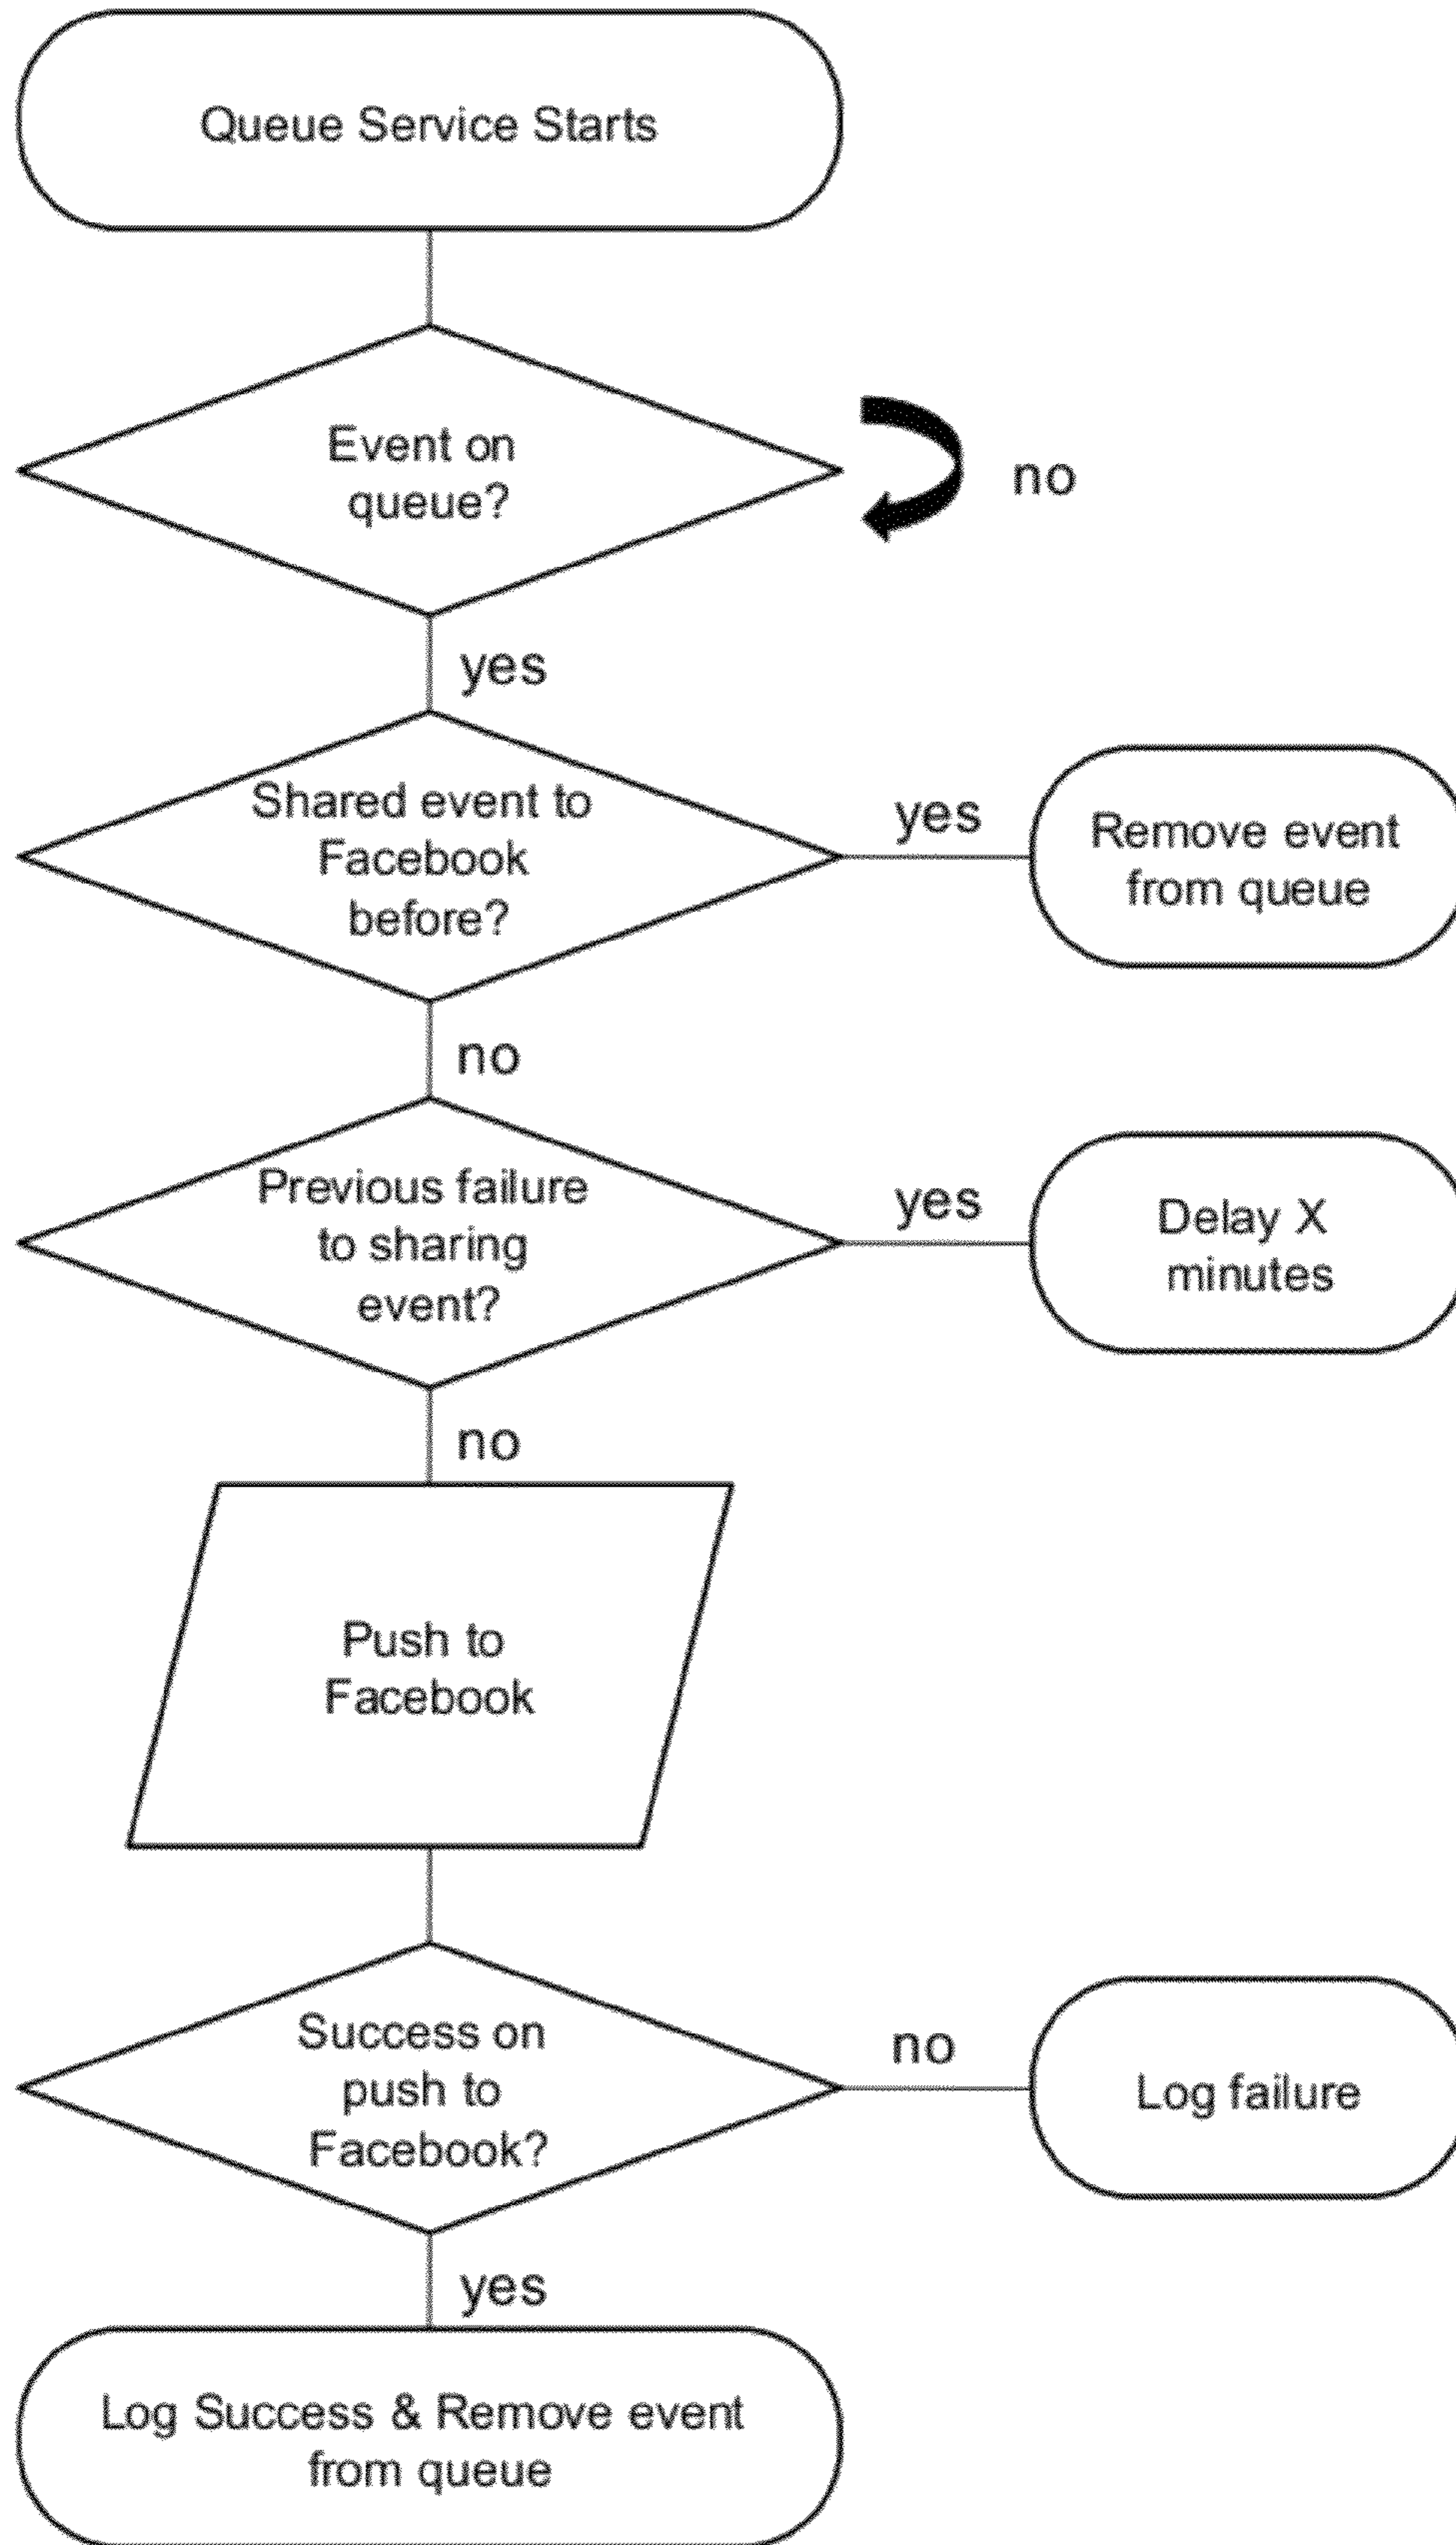 Queue Service Starts
Event on
queue?
no
yes
Shared event to
Facebook
before?
yes
Remove event
from queue
no
Previous failure
to sharing
event?
yes
Delay X
minutes
no
Push to
Facebook
Success on
push to
Facebook?
no
Log failure
yes
Log Success & Remove event
from queue